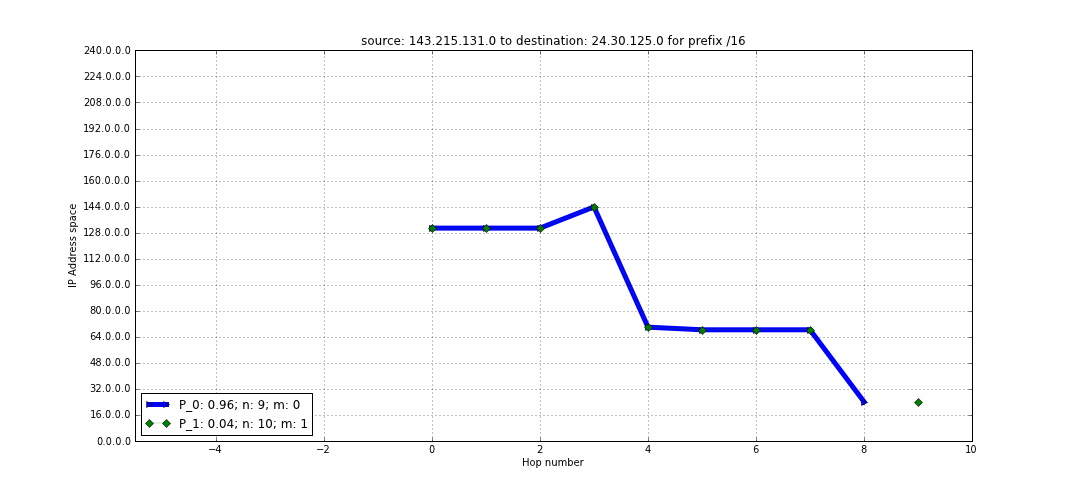 source: 143.215.131.0 to destination: 24.30.125.0 for prefix /16
240.0.0.0
224.0.0.0
208.0.0.0
192.0.0.0
176.0.0.0
160.0.0.0
144.0.0.0
128.0.0.0
112.0.0.0
96.0.0.0
80.0.0.0
64.0.0.0
48.0.0.0
32.0.0.0
16.0.0.0
0.0.0.0
IP Address space
P_0: 0.96; n: 9; m: 0
P_1: 0.04; n: 10; m: 1
−4 −2 0 2 4 6 8 10
Hop number